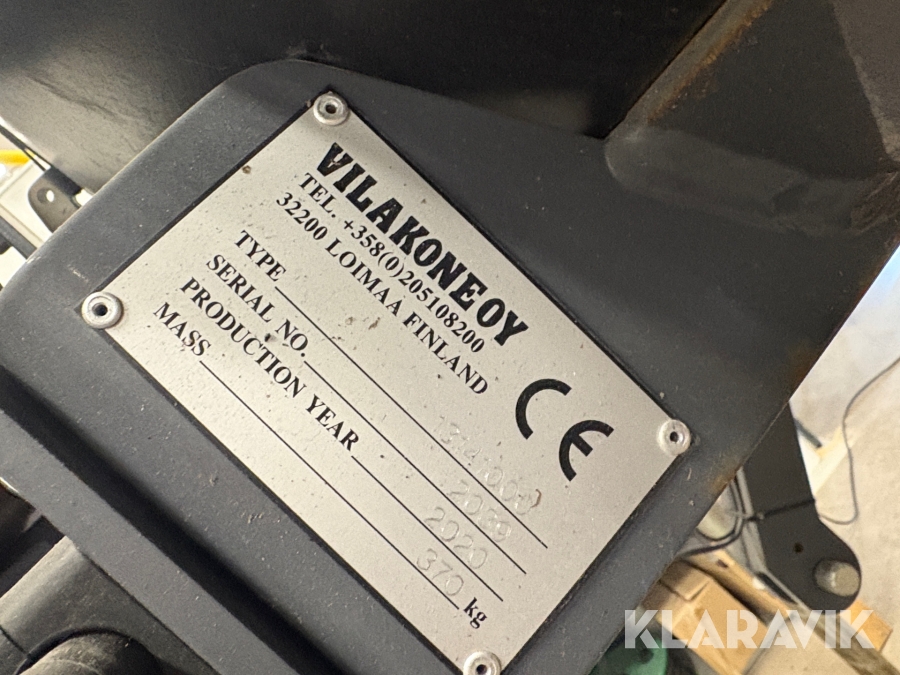 VILAKONE OY
TEL. +358(0)205108200
32200 LOIMAA FINLAND
CE
TYPE
SERIAL NO. 2039
PRODUCTION YEAR 2020
MASS 370 kg
KLARAVIK